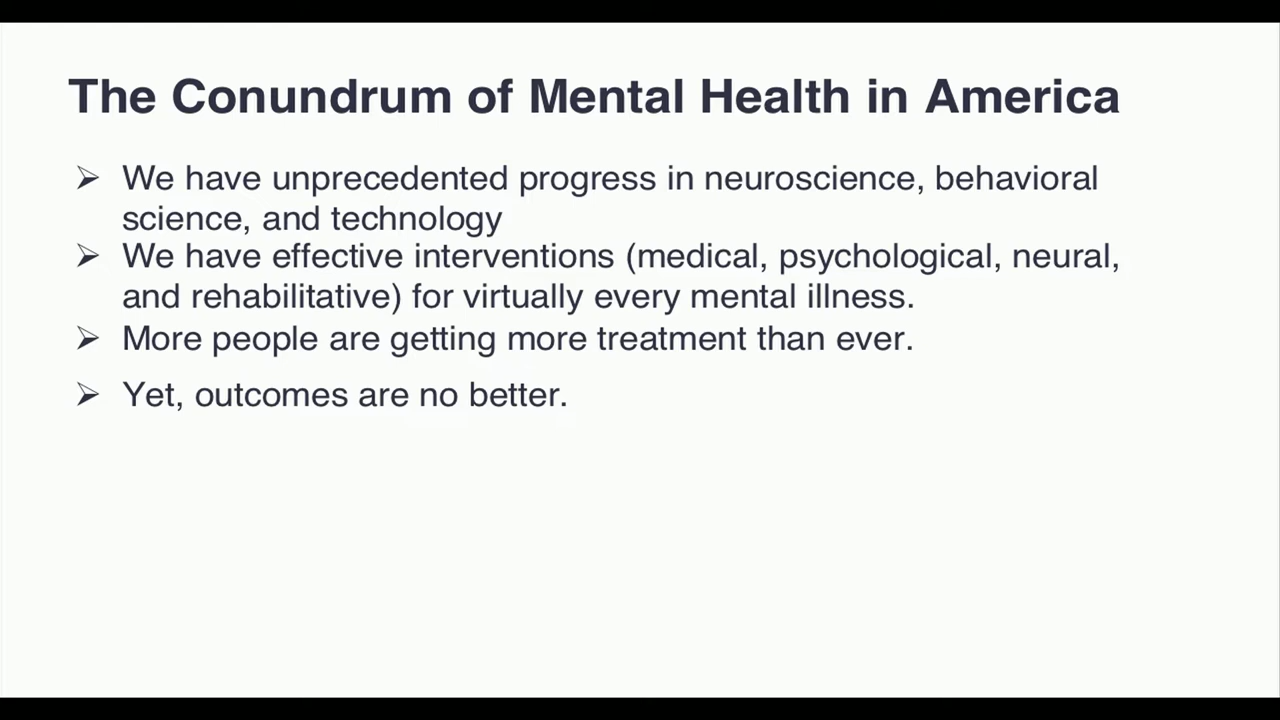 The Conundrum of Mental Health in America
➢ We have unprecedented progress in neuroscience, behavioral
science, and technology
➢ We have effective interventions (medical, psychological, neural,
and rehabilitative) for virtually every mental illness.
➢ More people are getting more treatment than ever.
➢ Yet, outcomes are no better.